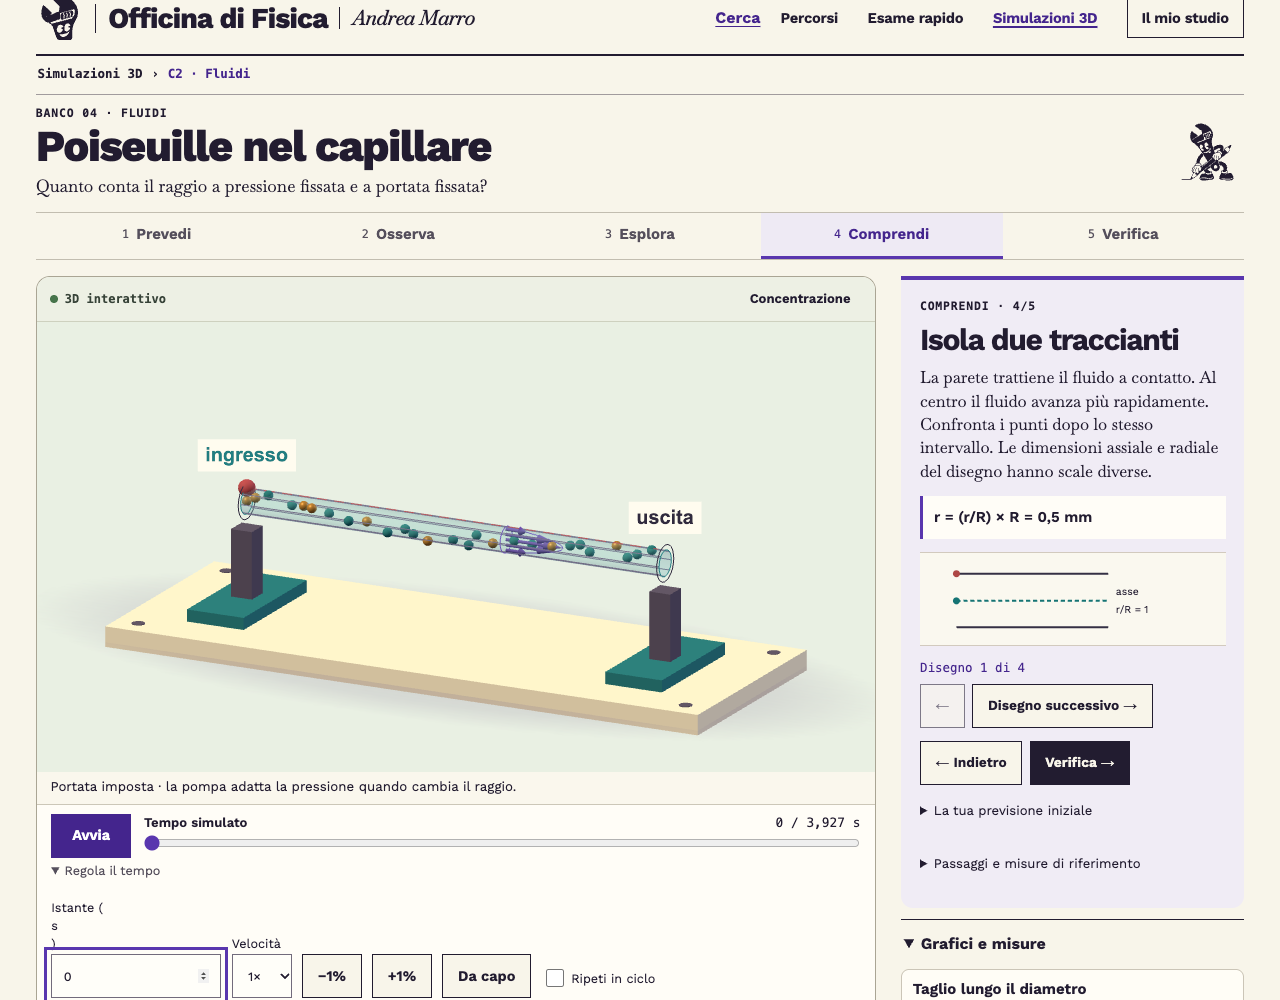 Officina di Fisica
Andrea Marro
Cerca
Percorsi
Esame rapido
Simulazioni 3D
Il mio studio
Simulazioni 3D › C2 · Fluidi
BANCO 04 · FLUIDI
Poiseuille nel capillare
Quanto conta il raggio a pressione fissata e a portata fissata?
1 Prevedi
2 Osserva
3 Esplora
4 Comprendi
5 Verifica
3D interattivo
Concentrazione
ingresso
uscita
Portata imposta · la pompa adatta la pressione quando cambia il raggio.
Avvia
Tempo simulato
0 / 3,927 s
▼ Regola il tempo
Istante (
s
)
Velocità
0
1×
−1%
+1%
Da capo
Ripeti in ciclo
COMPRENDI · 4/5
Isola due traccianti
La parete trattiene il fluido a contatto. Al
centro il fluido avanza più rapidamente.
Confronta i punti dopo lo stesso
intervallo. Le dimensioni assiale e radiale
del disegno hanno scale diverse.
r = (r/R) × R = 0,5 mm
asse
r/R = 1
Disegno 1 di 4
←
Disegno successivo →
← Indietro
Verifica →
▶ La tua previsione iniziale
▶ Passaggi e misure di riferimento
▼ Grafici e misure
Taglio lungo il diametro